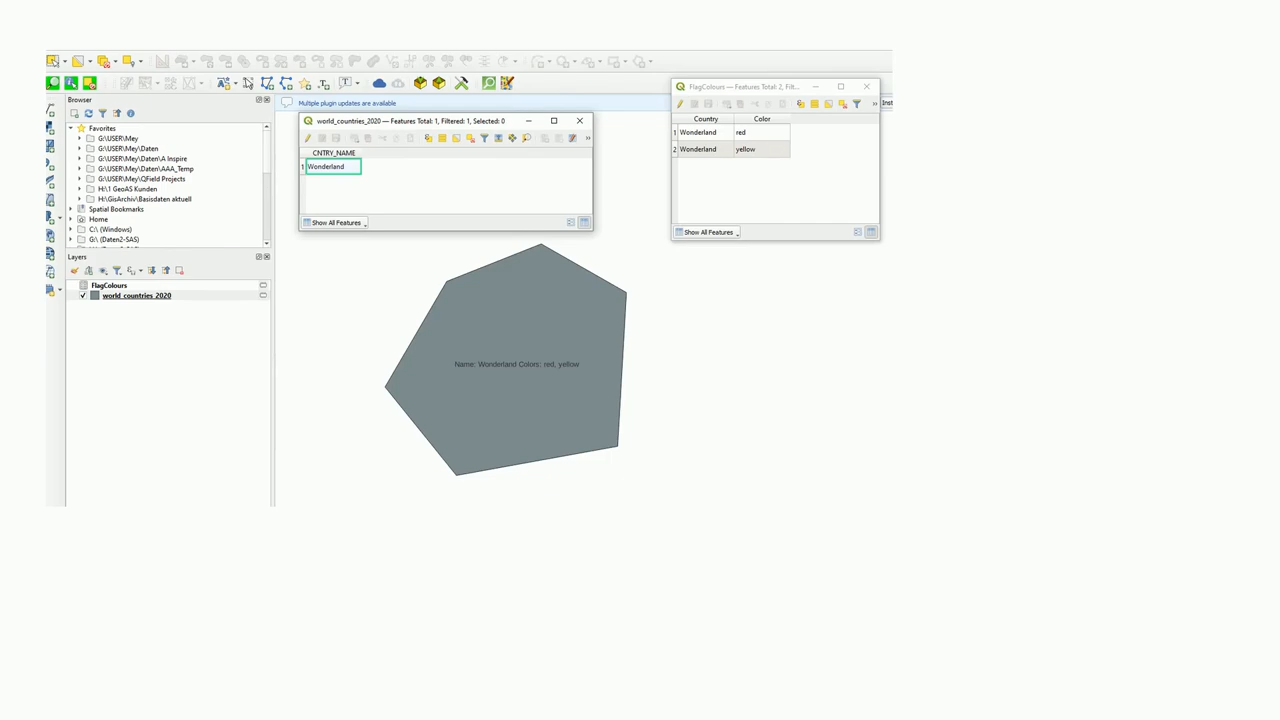 Multiple plugin updates are available
Browser
Favorites
G:\USER\Mey
G:\USER\Mey\Daten
G:\USER\Mey\Daten\A Inspire
G:\USER\Mey\Daten\AAA_Temp
G:\USER\Mey\QField Projects
H:\1 GeoAS Kunden
H:\GisArchiv\Basisdaten aktuell
Spatial Bookmarks
Home
C:\ (Windows)
G:\ (Daten2-SAS)
Layers
FlagColours
world_countries_2020
world_countries_2020 — Features Total: 1, Filtered: 1, Selected: 0
CNTRY_NAME
1 Wonderland
Show All Features
FlagColours — Features Total: 2, Filt...
Inst
Country Color
1 Wonderland red
2 Wonderland yellow
Show All Features
Name: Wonderland Colors: red, yellow